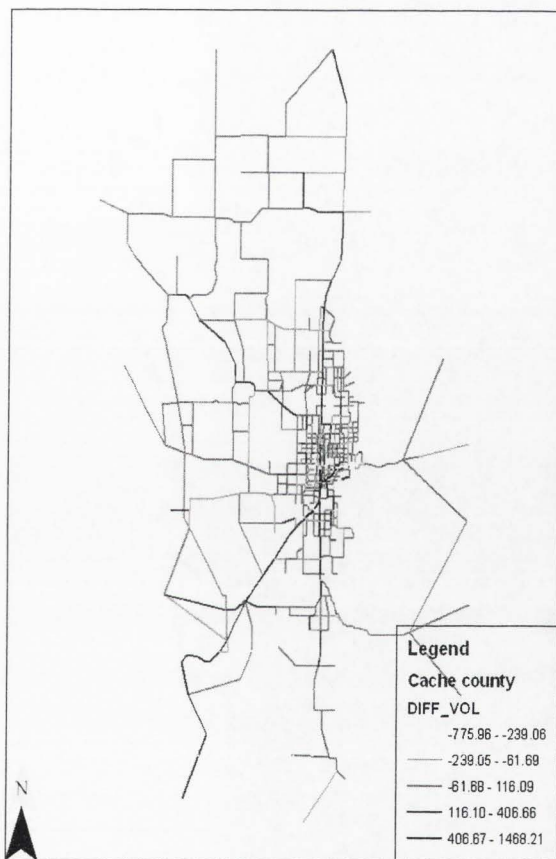 Legend
Cache county
DIFF_VOL
-775.96 - -239.06
-239.05 - -61.69
-61.68 - 116.09
116.10 - 406.66
406.67 - 1468.21
N